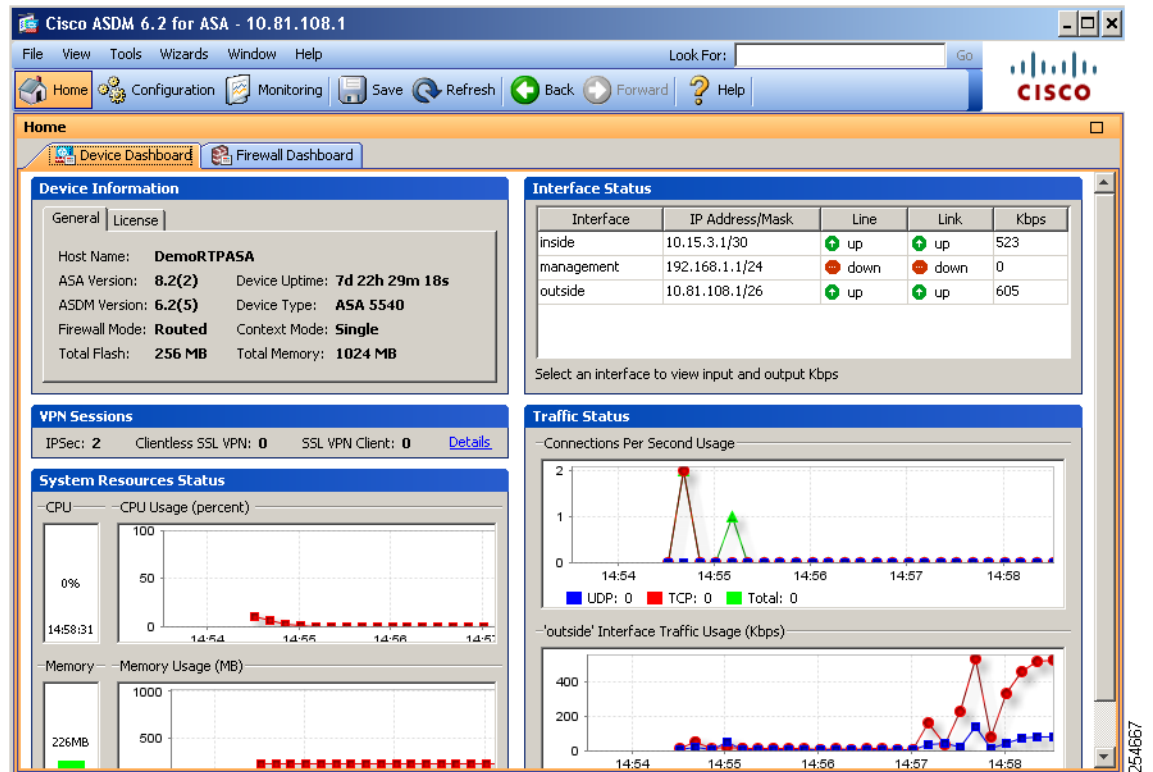 Cisco ASDM 6.2 for ASA - 10.81.108.1
File View Tools Wizards Window Help Look For: Go
Home Configuration Monitoring Save Refresh Back Forward Help
CISCO
Home
Device Dashboard Firewall Dashboard
Device Information
General License
Host Name: DemoRTPASA
ASA Version: 8.2(2) Device Uptime: 7d 22h 29m 18s
ASDM Version: 6.2(5) Device Type: ASA 5540
Firewall Mode: Routed Context Mode: Single
Total Flash: 256 MB Total Memory: 1024 MB
Interface Status
Interface IP Address/Mask Line Link Kbps
inside 10.15.3.1/30 up up 523
management 192.168.1.1/24 down down 0
outside 10.81.108.1/26 up up 605
Select an interface to view input and output Kbps
VPN Sessions
IPSec: 2 Clientless SSL VPN: 0 SSL VPN Client: 0 Details
System Resources Status
CPU CPU Usage (percent)
100
50
0
0%
14:58:31
14:54 14:55 14:56 14:57
Memory Memory Usage (MB)
1000
500
226MB
Traffic Status
Connections Per Second Usage
2
1
0
14:54 14:55 14:56 14:57 14:58
UDP: 0 TCP: 0 Total: 0
'outside' Interface Traffic Usage (Kbps)
400
200
0
14:54 14:55 14:56 14:57 14:58
254667